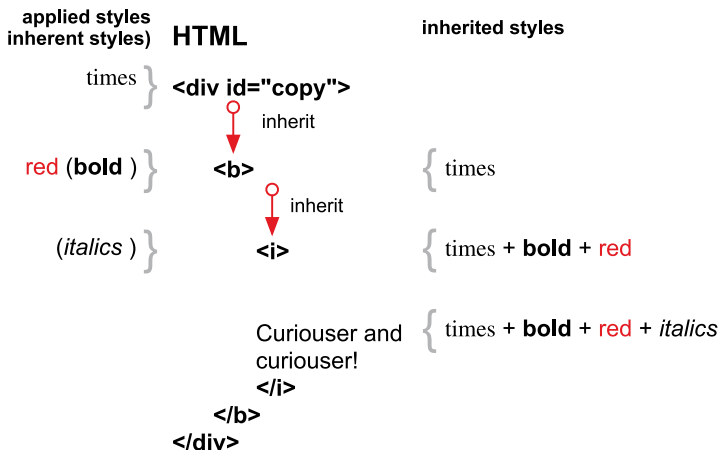 applied styles
inherent styles) HTML inherited styles
times } <div id="copy">
inherit
red (bold ) } <b> { times
inherit
(italics ) } <i> { times + bold + red
Curiouser and { times + bold + red + italics
curiouser!
</i>
</b>
</div>